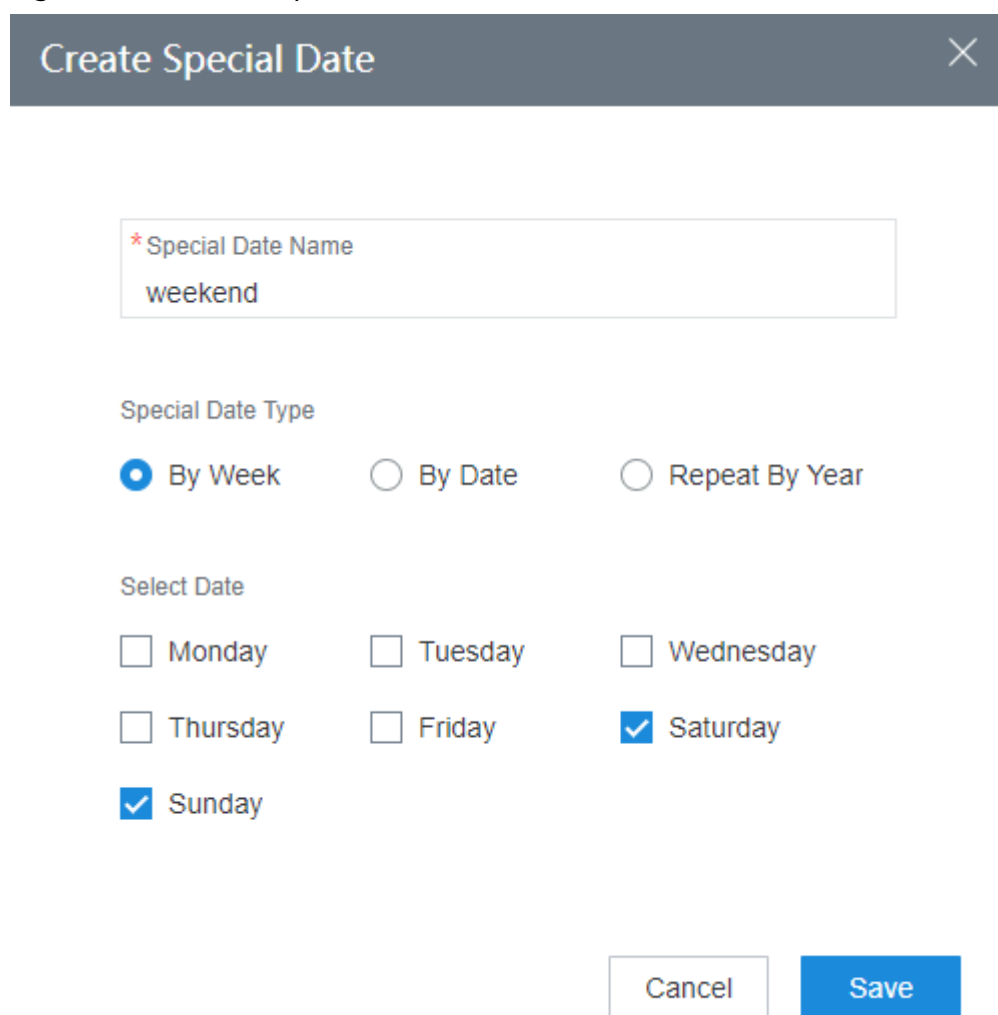 Create Special Date
* Special Date Name
weekend
Special Date Type
By Week By Date Repeat By Year
Select Date
Monday Tuesday Wednesday
Thursday Friday Saturday
Sunday
Cancel Save